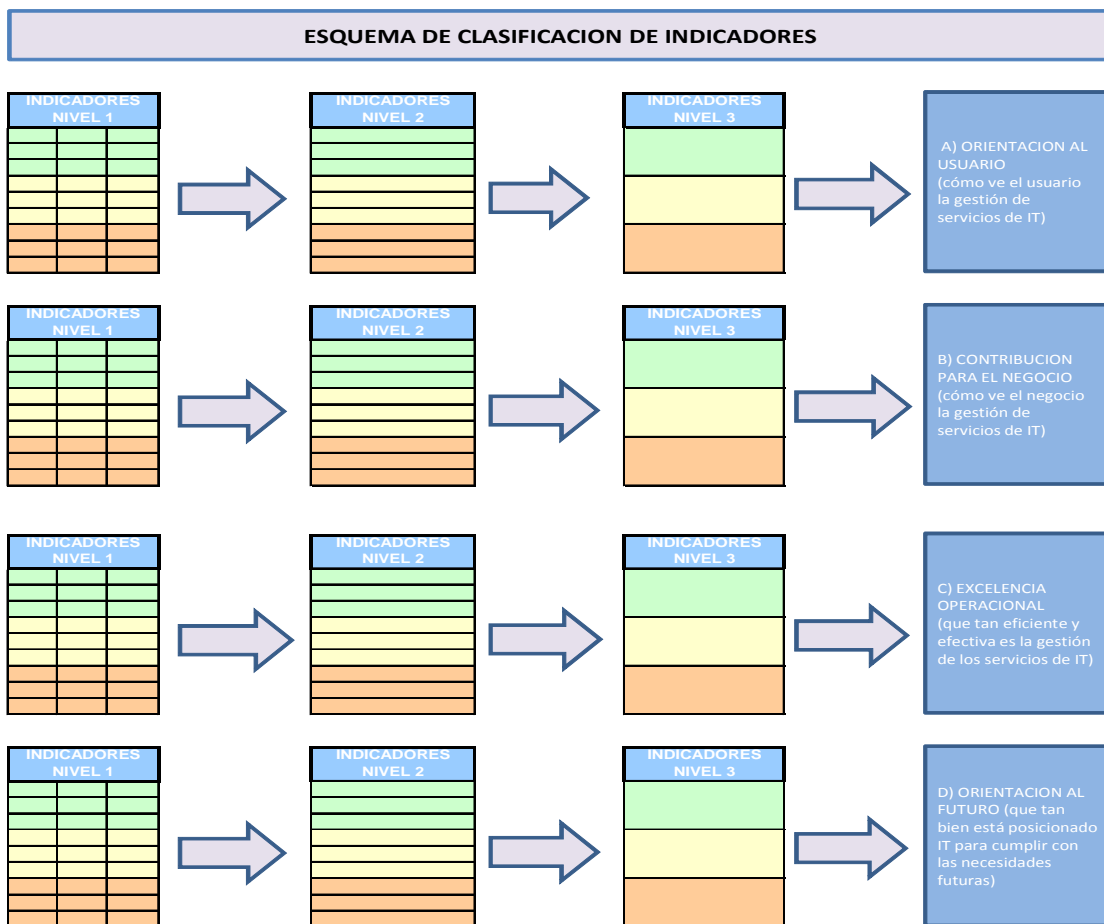 ESQUEMA DE CLASIFICACION DE INDICADORES
INDICADORES
NIVEL 1
INDICADORES
NIVEL 2
INDICADORES
NIVEL 3
A) ORIENTACION AL
USUARIO
(cómo ve el usuario
la gestión de
servicios de IT)
INDICADORES
NIVEL 1
INDICADORES
NIVEL 2
INDICADORES
NIVEL 3
B) CONTRIBUCION
PARA EL NEGOCIO
(cómo ve el negocio
la gestión de
servicios de IT)
INDICADORES
NIVEL 1
INDICADORES
NIVEL 2
INDICADORES
NIVEL 3
C) EXCELENCIA
OPERACIONAL
(que tan eficiente y
efectiva es la gestión
de los servicios de IT)
INDICADORES
NIVEL 1
INDICADORES
NIVEL 2
INDICADORES
NIVEL 3
D) ORIENTACION AL
FUTURO (que tan
bien está posicionado
IT para cumplir con
las necesidades
futuras)